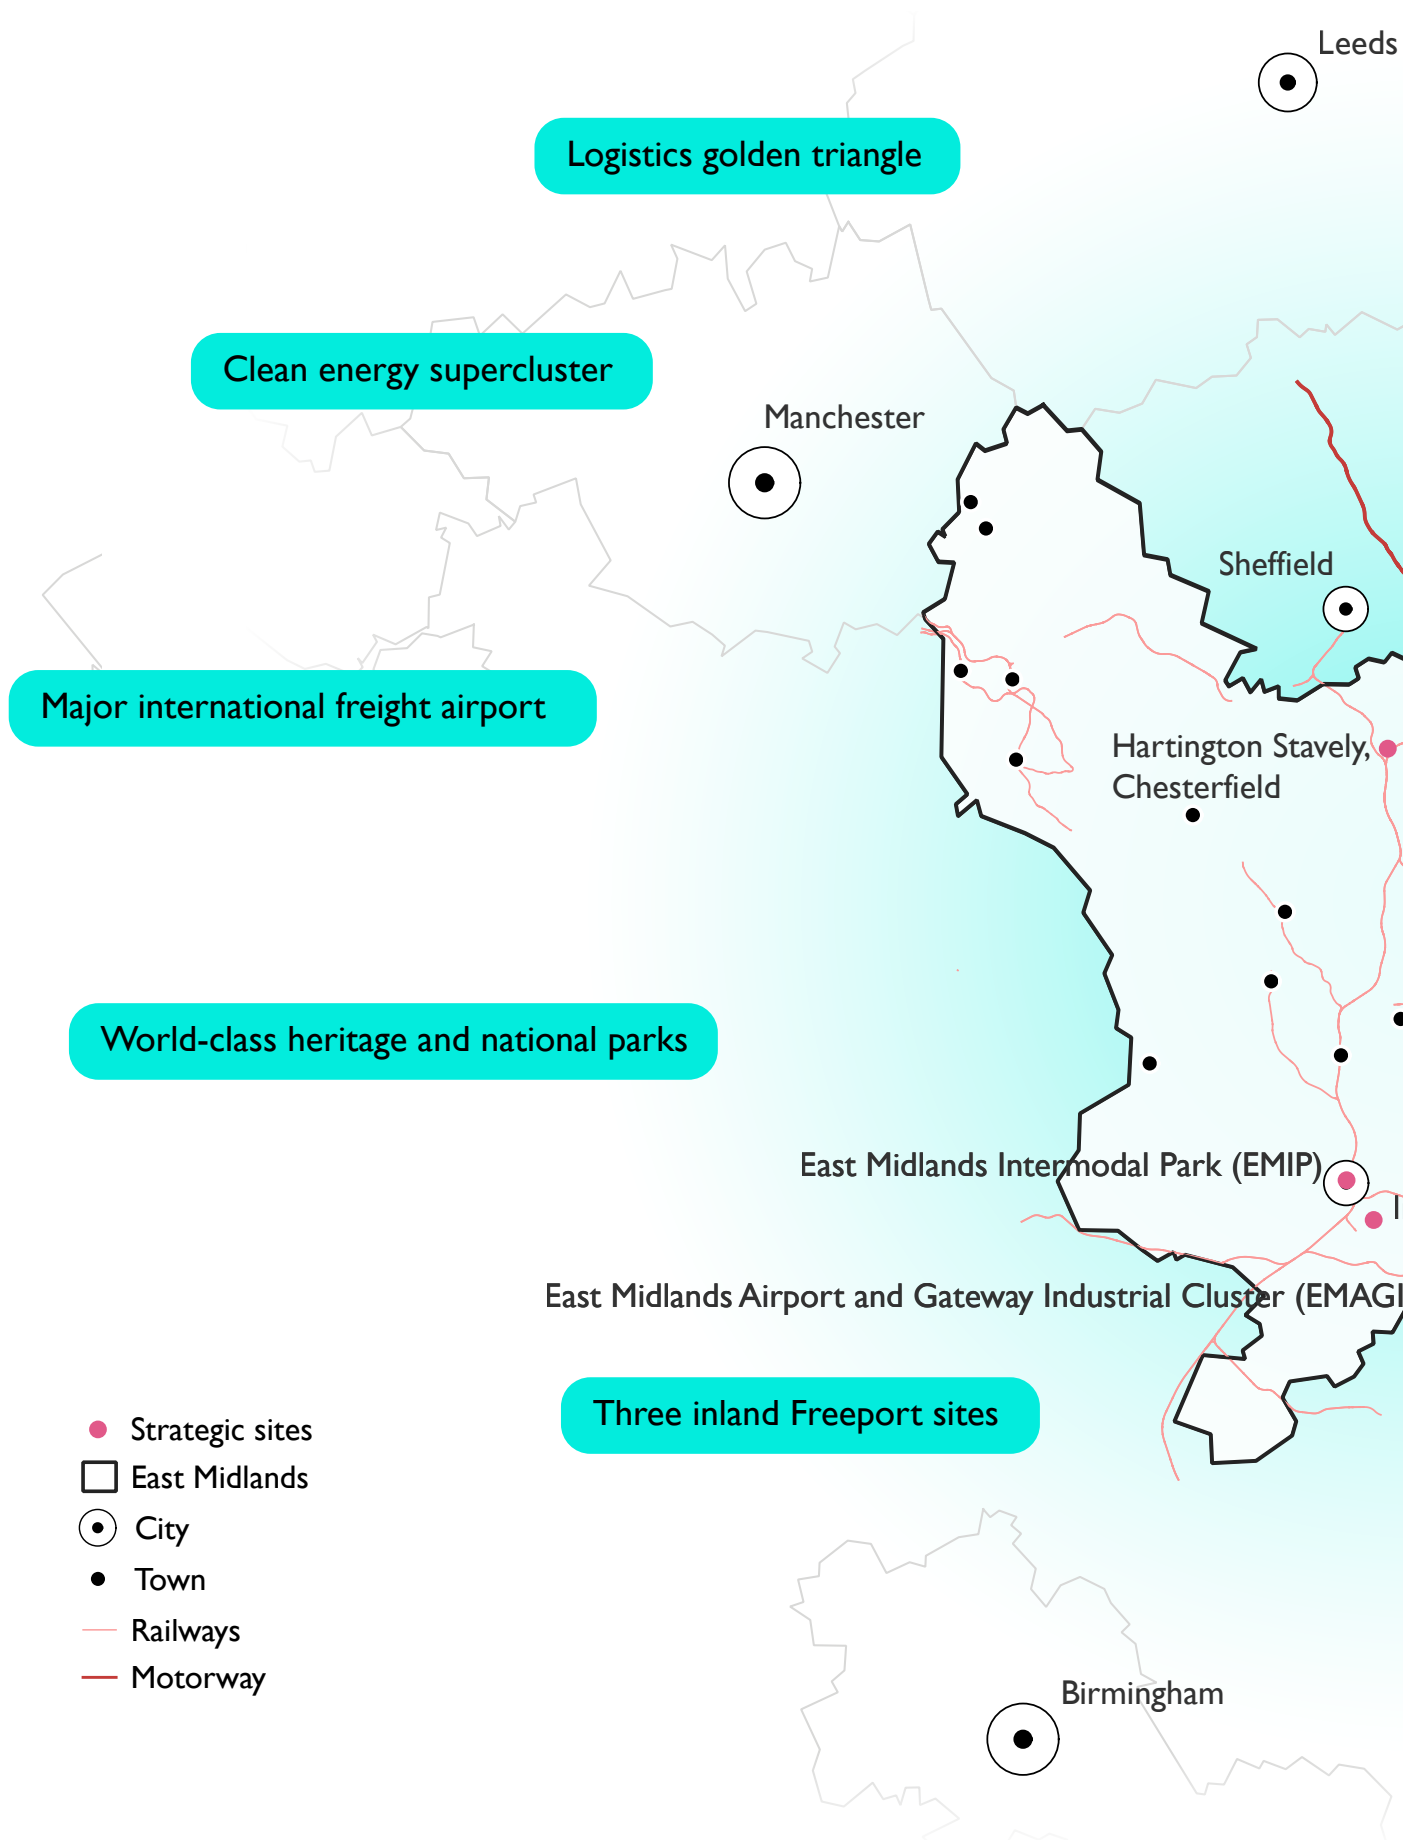 Leeds
Logistics golden triangle
Clean energy supercluster
Manchester
Sheffield
Major international freight airport
Hartington Stavely,
Chesterfield
World-class heritage and national parks
East Midlands Intermodal Park (EMIP)
East Midlands Airport and Gateway Industrial Cluster (EMAGI
Three inland Freeport sites
Strategic sites
East Midlands
City
Town
Railways
Motorway
Birmingham